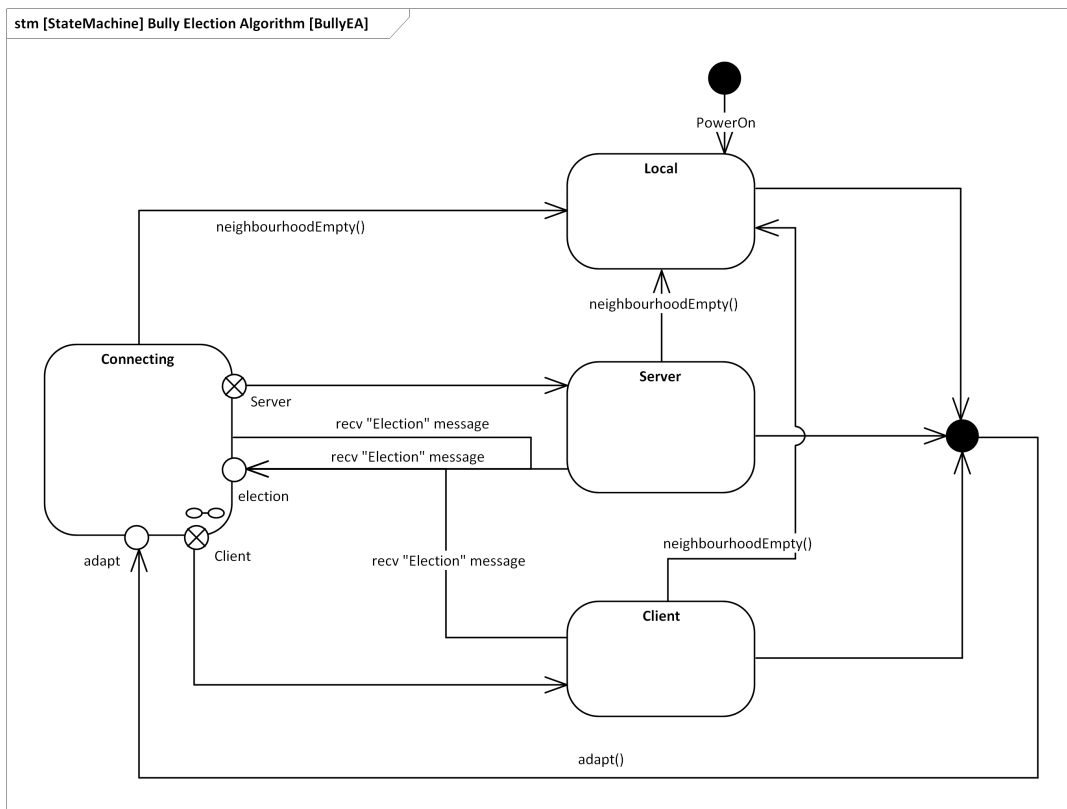 stm [StateMachine] Bully Election Algorithm [BullyEA]
PowerOn
Local
neighbourhoodEmpty()
neighbourhoodEmpty()
Connecting
Server
Server
recv "Election" message
recv "Election" message
election
Client
adapt
recv "Election" message
neighbourhoodEmpty()
Client
adapt()